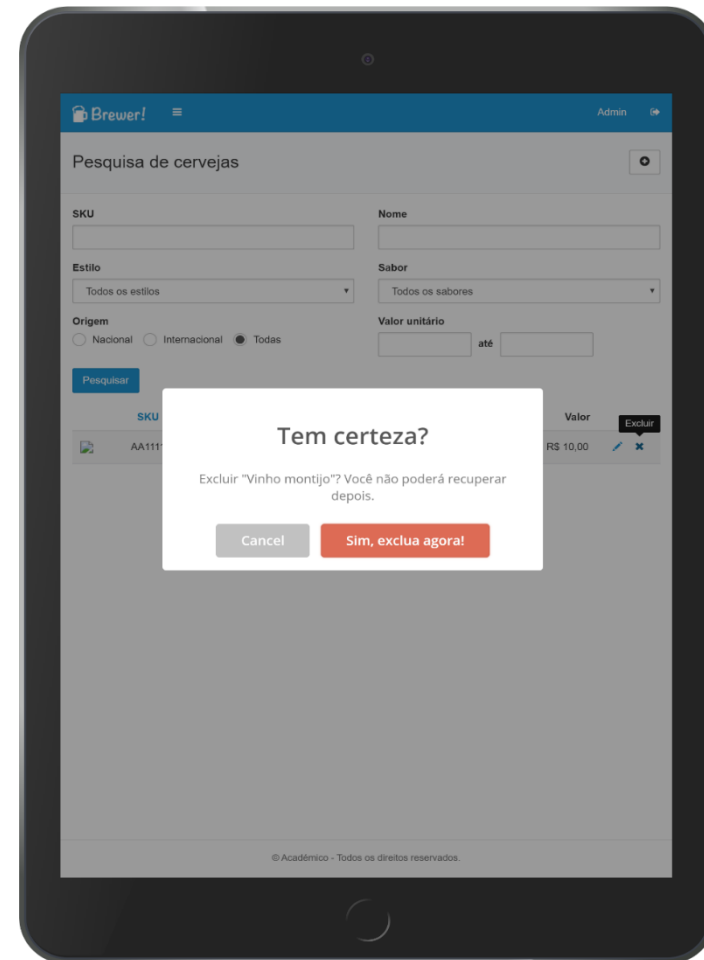 Brewer!
Admin
Pesquisa de cervejas
SKU
Nome
Estilo
Sabor
Todos os estilos
Todos os sabores
Origem
Valor unitário
Nacional
Internacional
Todas
até
Pesquisar
SKU
Valor
Excluir
AA111
R$ 10,00
Tem certeza?
Excluir "Vinho montijo"? Você não poderá recuperar
depois.
Cancel
Sim, exclua agora!
© Acadêmico - Todos os direitos reservados.